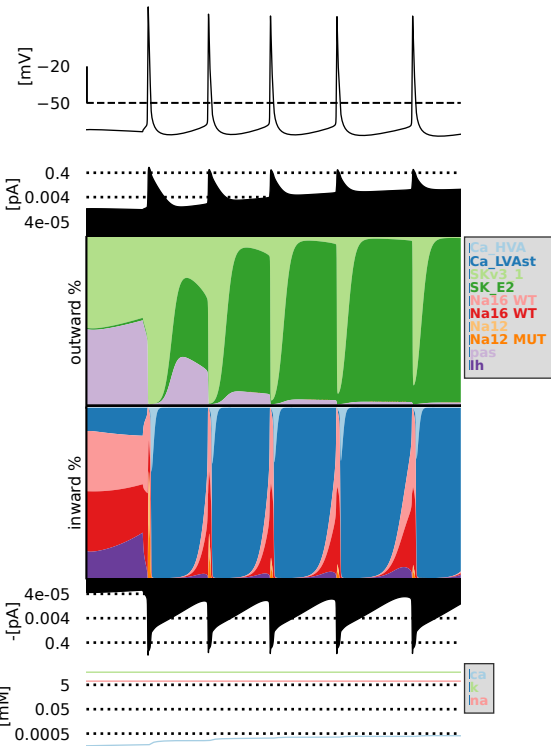 [mV]
−20
−50
[pA]
0.4
0.004
4e-05
outward %
Ca_HVA
Ca_LVAst
SKv3_1
SK_E2
Na16 WT
Na16 WT
Na12
Na12 MUT
pas
Ih
inward %
-[pA]
4e-05
0.004
0.4
[mM]
5
0.05
0.0005
ca
k
na